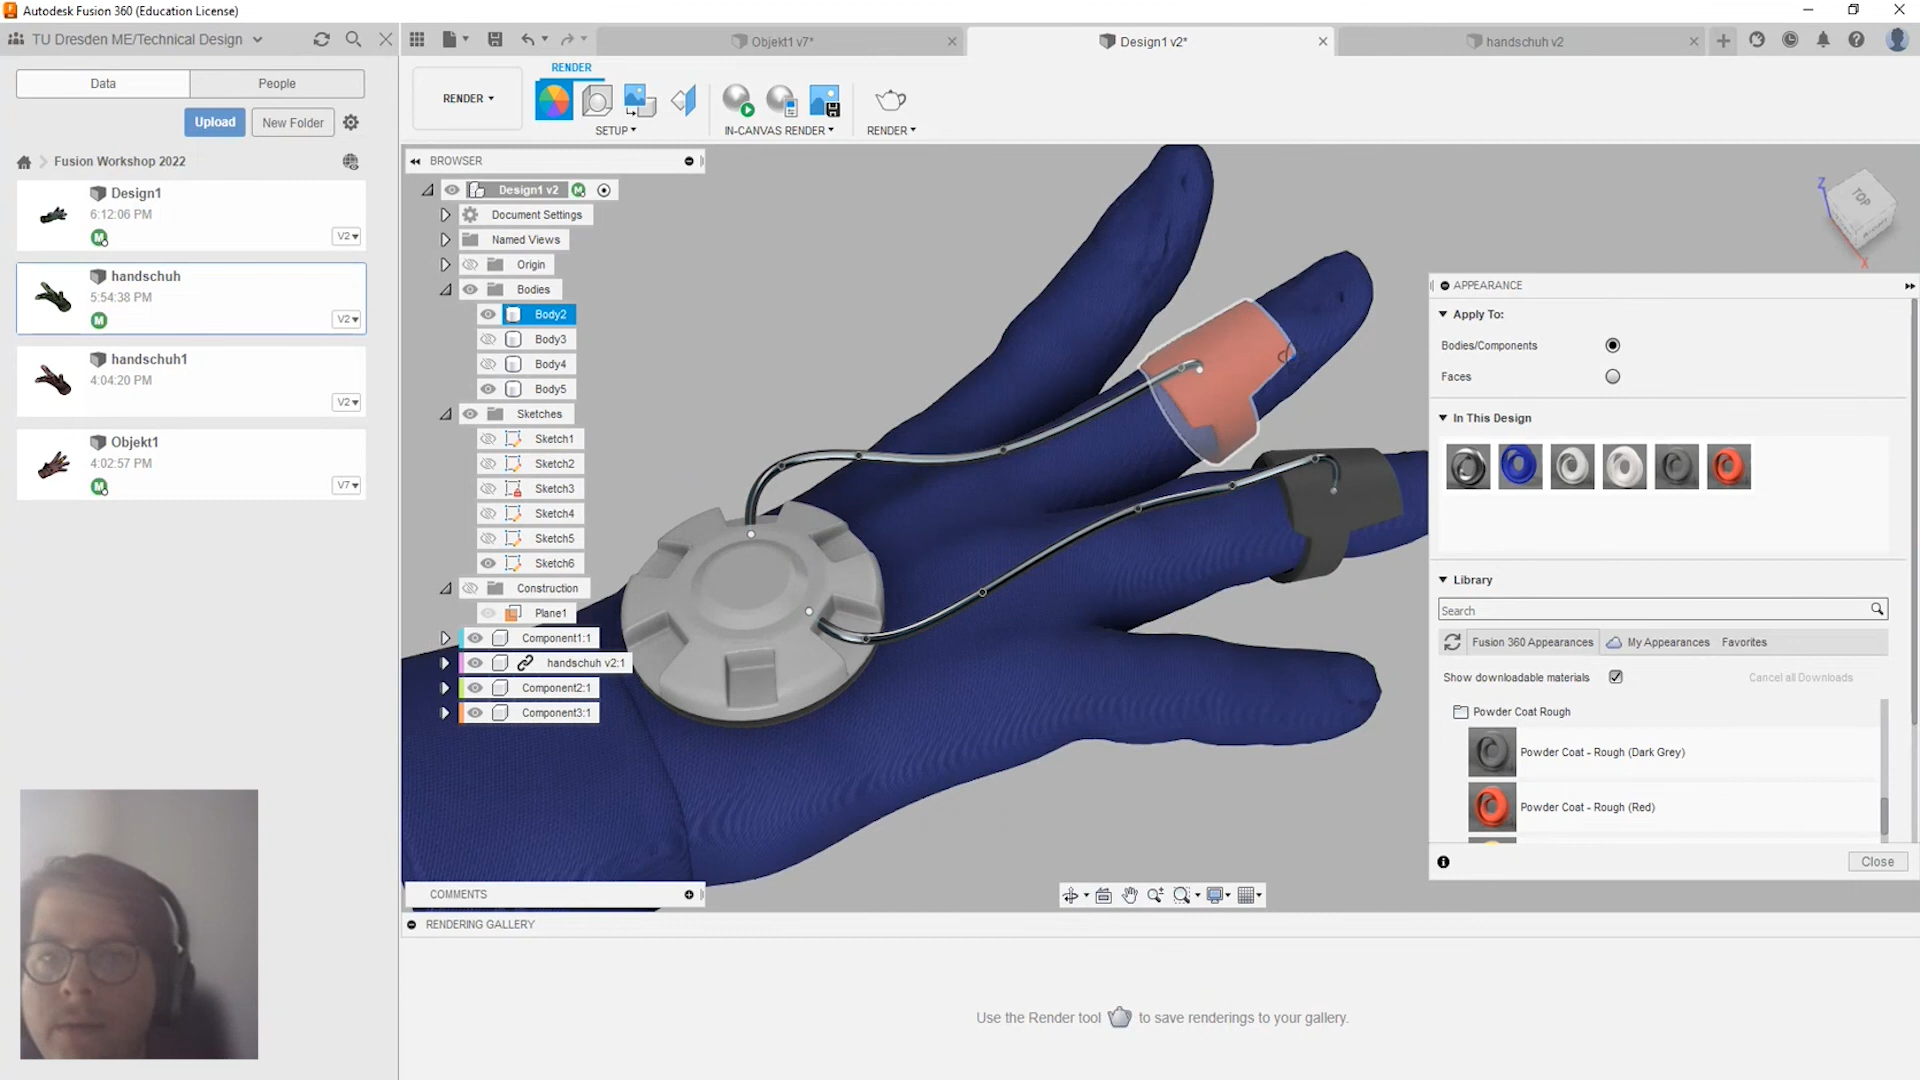 Autodesk Fusion 360 (Education License)
TU Dresden ME/Technical Design
Objekt1 v7*
Design1 v2*
handschuh v2
Data
People
Upload
New Folder
Fusion Workshop 2022
Design1
6:12:06 PM
V2
handschuh
5:54:38 PM
V2
handschuh1
4:04:20 PM
V2
Objekt1
4:02:57 PM
V7
RENDER
RENDER
SETUP
IN-CANVAS RENDER
RENDER
BROWSER
Design1 v2
Document Settings
Named Views
Origin
Bodies
Body2
Body3
Body4
Body5
Sketches
Sketch1
Sketch2
Sketch3
Sketch4
Sketch5
Sketch6
Construction
Plane1
Component1:1
handschuh v2:1
Component2:1
Component3:1
Z
TOP
X
APPEARANCE
Apply To:
Bodies/Components
Faces
In This Design
Library
Search
Fusion 360 Appearances
My Appearances
Favorites
Show downloadable materials
Cancel all Downloads
Powder Coat Rough
Powder Coat - Rough (Dark Grey)
Powder Coat - Rough (Red)
Close
COMMENTS
RENDERING GALLERY
Use the Render tool to save renderings to your gallery.